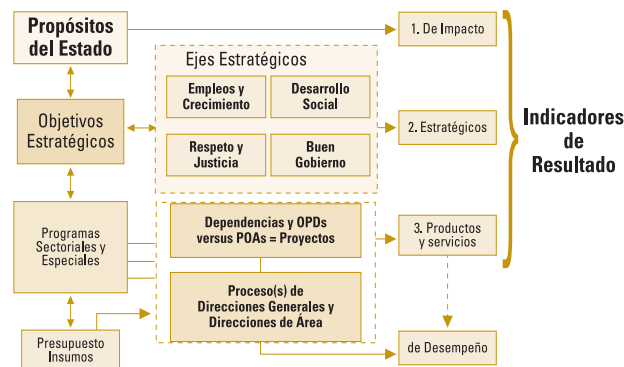 Propósitos
del Estado
1. De Impacto
Ejes Estratégicos
Empleos y
Crecimiento
Desarrollo
Social
Objetivos
Estratégicos
2. Estratégicos
Respeto y
Justicia
Buen
Gobierno
Indicadores
de
Resultado
Programas
Sectoriales y
Especiales
Dependencias y OPDs
versus POAs = Proyectos
3. Productos
y servicios
Proceso(s) de
Direcciones Generales y
Direcciones de Área
Presupuesto
Insumos
de Desempeño